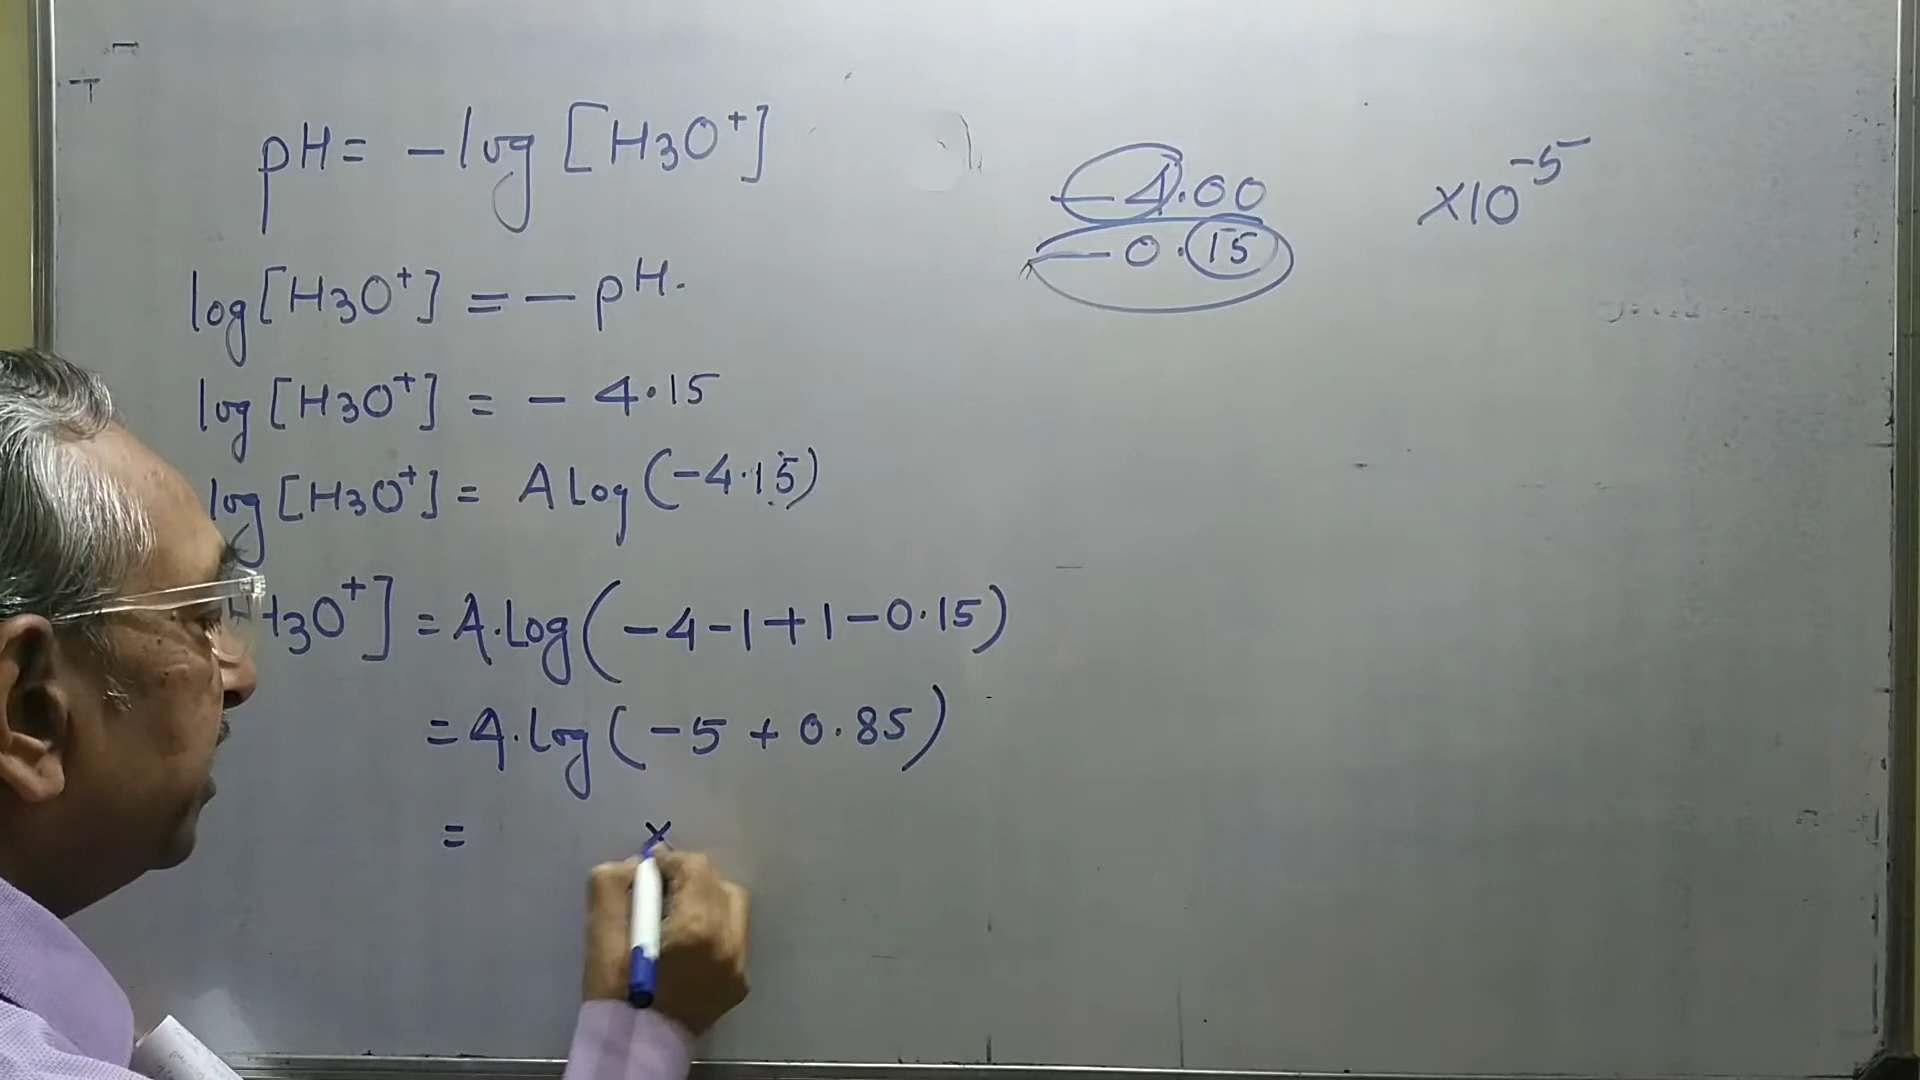 pH = -log [H3O+]
log [H3O+] = - pH.
log [H3O+] = - 4.15
log [H3O+] = A log (-4.15)
H3O+] = A.log (-4-1+1-0.15)
= A.log (-5 + 0.85)
= x
-4.00
-0.15
x10-5